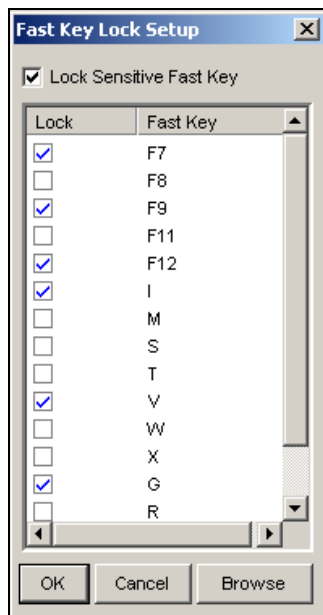 Fast Key Lock Setup
Lock Sensitive Fast Key
Lock Fast Key
F7
F8
F9
F11
F12
I
M
S
T
V
W
X
G
R
OK Cancel Browse